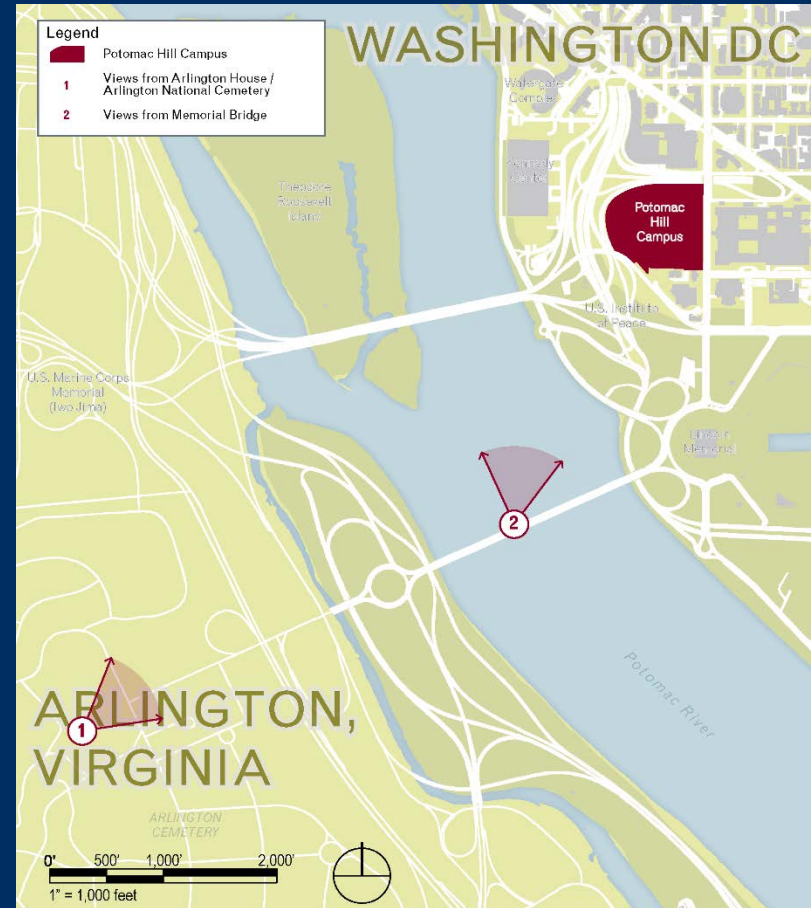 Legend
Potomac Hill Campus
1 Views from Arlington House /
Arlington National Cemetery
2 Views from Memorial Bridge
WASHINGTON DC
Watergate
Complex
Kennedy
Center
Theodore
Roosevelt
Island
Potomac
Hill
Campus
U.S. Institute
of Peace
U.S. Marine Corps
Memorial
(Iwo Jima)
Lincoln
Memorial
2
Potomac River
1
ARLINGTON,
VIRGINIA
ARLINGTON
CEMETERY
0' 500' 1,000' 2,000'
1" = 1,000 feet